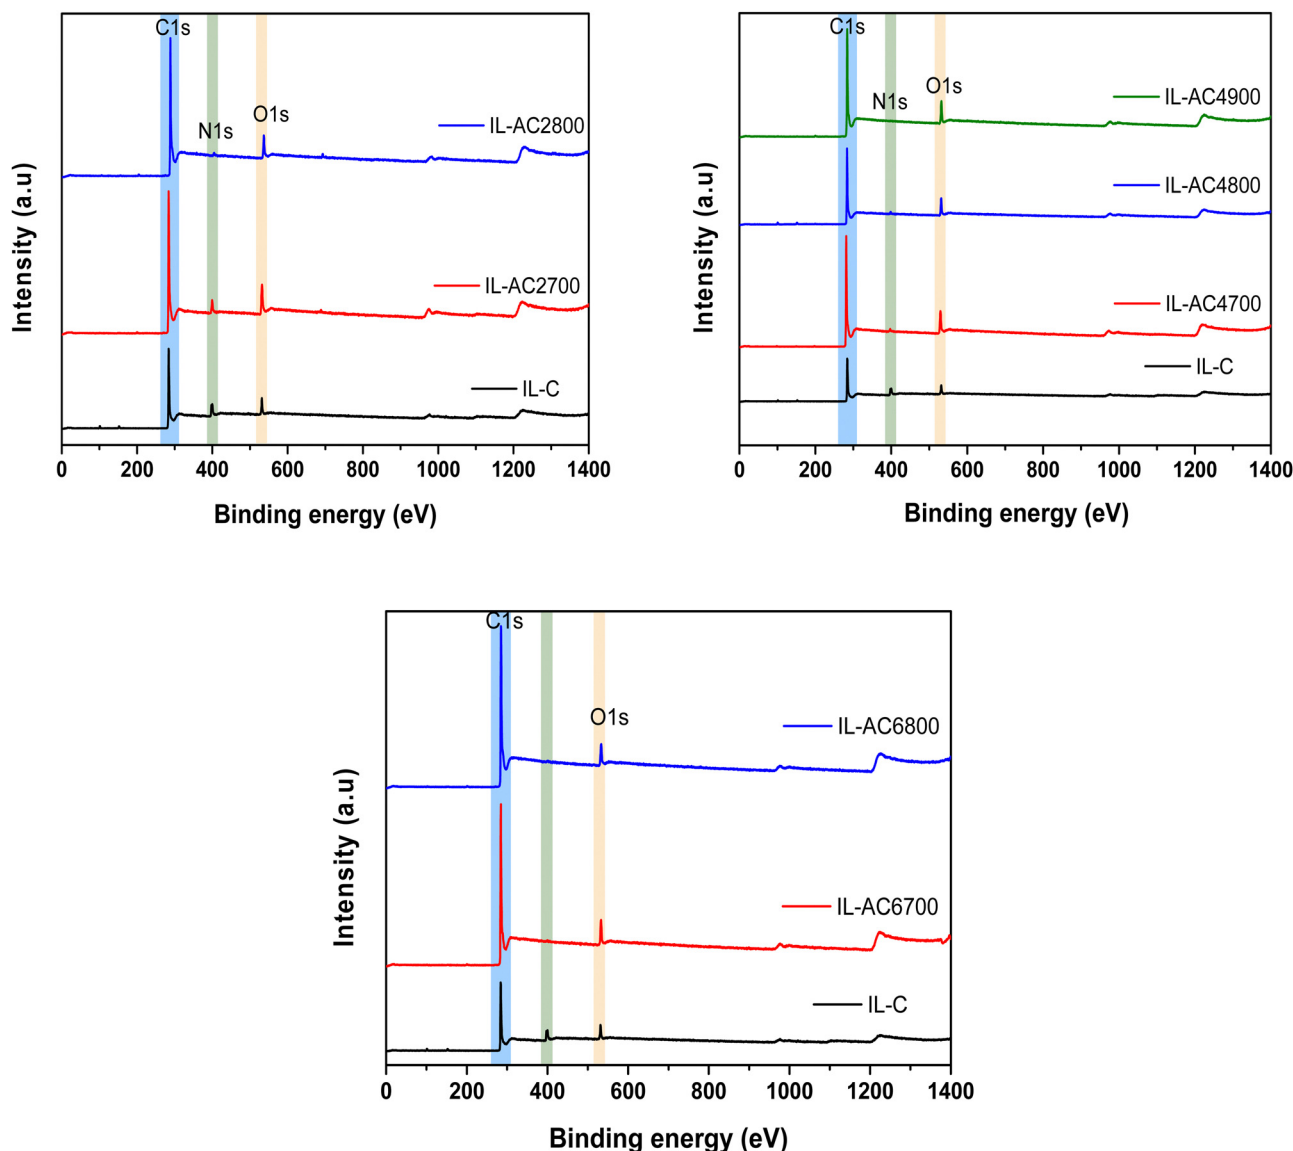 C1s
N1s
O1s
IL-AC2800
IL-AC2700
IL-C
Intensity (a.u)
0 200 400 600 800 1000 1200 1400
Binding energy (eV)
C1s
N1s
O1s
IL-AC4900
IL-AC4800
IL-AC4700
IL-C
Intensity (a.u)
0 200 400 600 800 1000 1200 1400
Binding energy (eV)
C1s
O1s
IL-AC6800
IL-AC6700
IL-C
Intensity (a.u)
0 200 400 600 800 1000 1200 1400
Binding energy (eV)